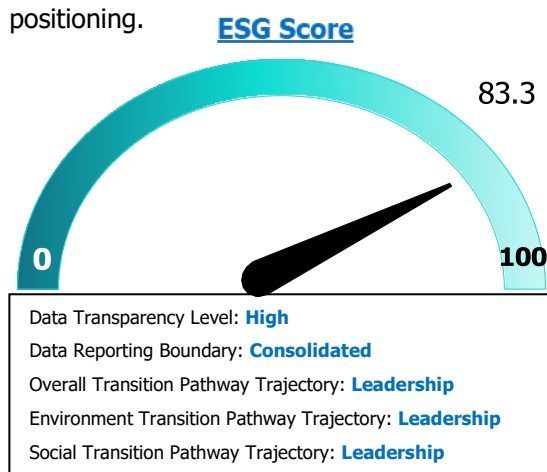 positioning.
ESG Score
83.3
0
100
Data Transparency Level: High
Data Reporting Boundary: Consolidated
Overall Transition Pathway Trajectory: Leadership
Environment Transition Pathway Trajectory: Leadership
Social Transition Pathway Trajectory: Leadership